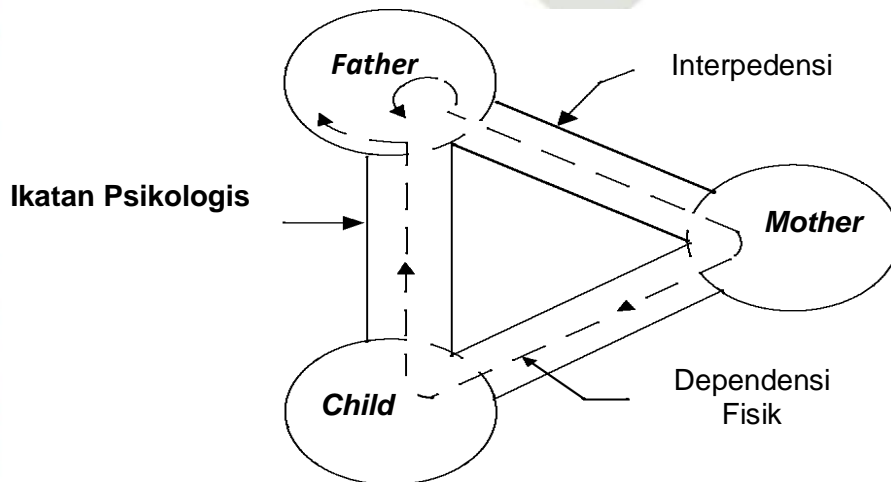 Father
Interpedensi
Ikatan Psikologis
Mother
Dependensi
Fisik
Child